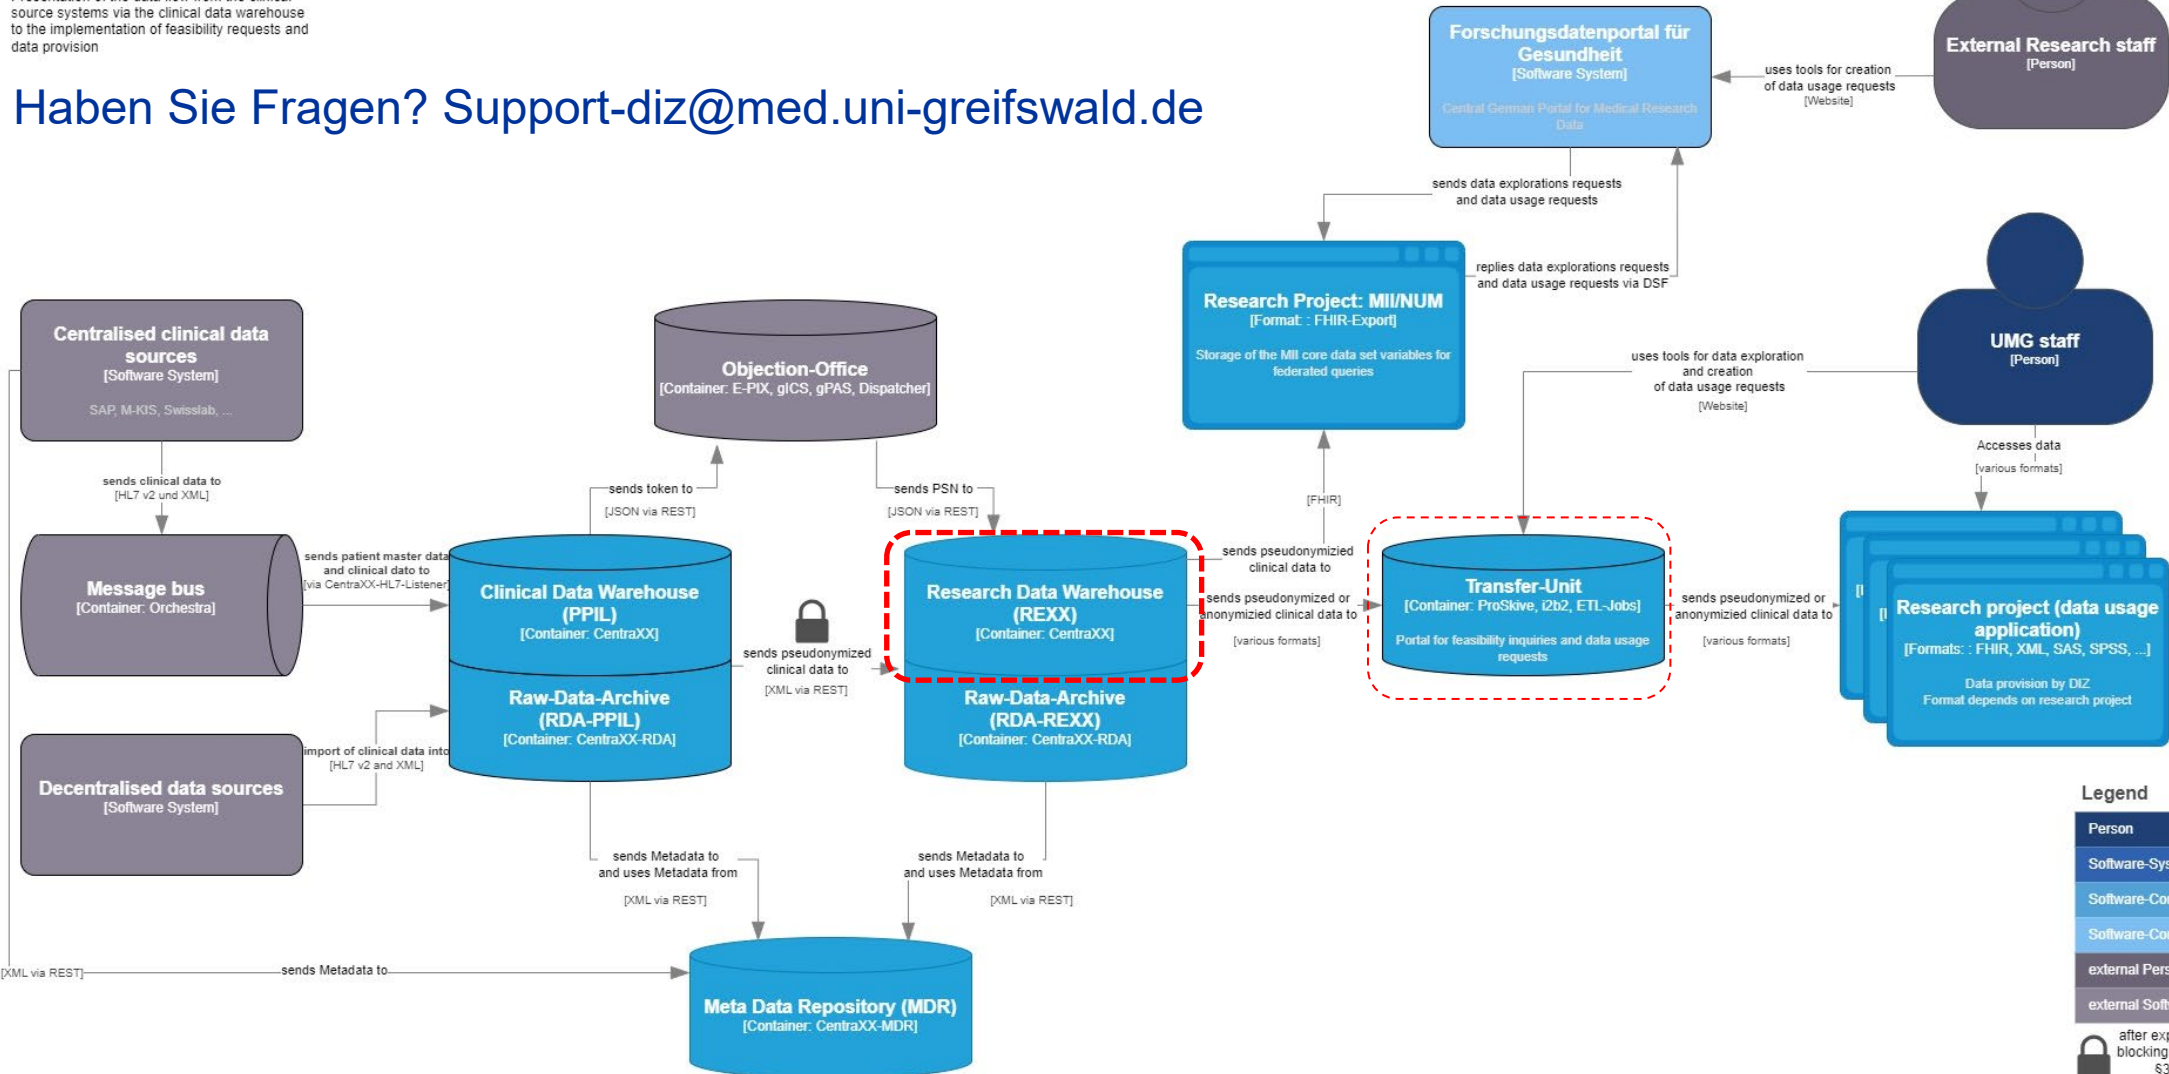 source systems via the clinical data warehouse
to the implementation of feasibility requests and
data provision
Haben Sie Fragen? Support-diz@med.uni-greifswald.de
Forschungsdatenportal für
Gesundheit
[Software System]
Central German Portal for Medical Research
Data
uses tools for creation
of data usage requests
[Website]
External Research staff
[Person]
sends data explorations requests
and data usage requests
Research Project: MII/NUM
[Format: : FHIR-Export]
Storage of the MII core data set variables for
federated queries
replies data explorations requests
and data usage requests via DSF
UMG staff
[Person]
uses tools for data exploration
and creation
of data usage requests
[Website]
Accesses data
[various formats]
Centralised clinical data
sources
[Software System]
SAP, M-KIS, Swisslab, ...
Objection-Office
[Container: E-PIX, gICS, gPAS, Dispatcher]
sends clinical data to
[HL7 v2 und XML]
sends token to
[JSON via REST]
sends PSN to
[JSON via REST]
[FHIR]
Message bus
[Container: Orchestra]
sends patient master data
and clinical dato to
[via CentraXX-HL7-Listener]
Clinical Data Warehouse
(PPIL)
[Container: CentraXX]
Raw-Data-Archive
(RDA-PPIL)
[Container: CentraXX-RDA]
sends pseudonymized
clinical data to
[XML via REST]
Research Data Warehouse
(REXX)
[Container: CentraXX]
Raw-Data-Archive
(RDA-REXX)
[Container: CentraXX-RDA]
sends pseudonymizied
clinical data to
sends pseudonymized or
anonymizied clinical data to
[various formats]
Transfer-Unit
[Container: ProSkive, i2b2, ETL-Jobs]
Portal for feasibility inquiries and data usage
requests
sends pseudonymized or
anonymizied clinical data to
[various formats]
Research project (data usage
application)
[Formats: : FHIR, XML, SAS, SPSS, ...]
Data provision by DIZ
Format depends on research project
Decentralised data sources
[Software System]
import of clinical data into
[HL7 v2 and XML]
sends Metadata to
and uses Metadata from
[XML via REST]
sends Metadata to
and uses Metadata from
[XML via REST]
[XML via REST]
sends Metadata to
Meta Data Repository (MDR)
[Container: CentraXX-MDR]
Legend
Person
Software-Sys
Software-Co
Software-Co
external Pers
external Soft
after exp
blocking
§3